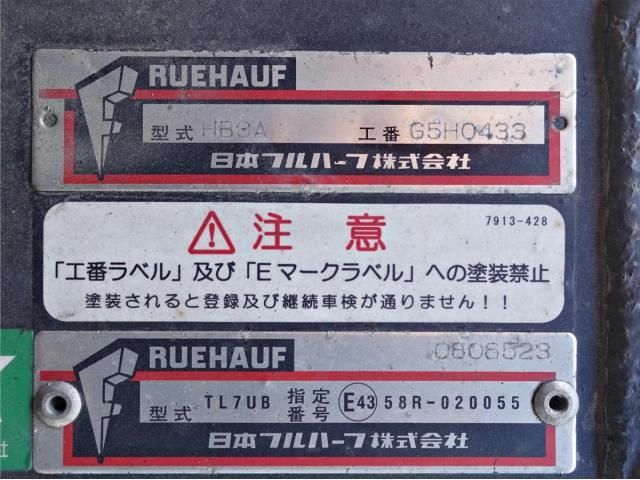 RUEHAUF
型式 HB3A 工番 G5H0433
日本フルハーフ株式会社
注意 7913-428
「工番ラベル」及び「Eマークラベル」への塗装禁止
塗装されると登録及び継続車検が通りません！！
RUEHAUF 0806523
型式 TL7UB 指定番号 E43 58R-020055
日本フルハーフ株式会社
社